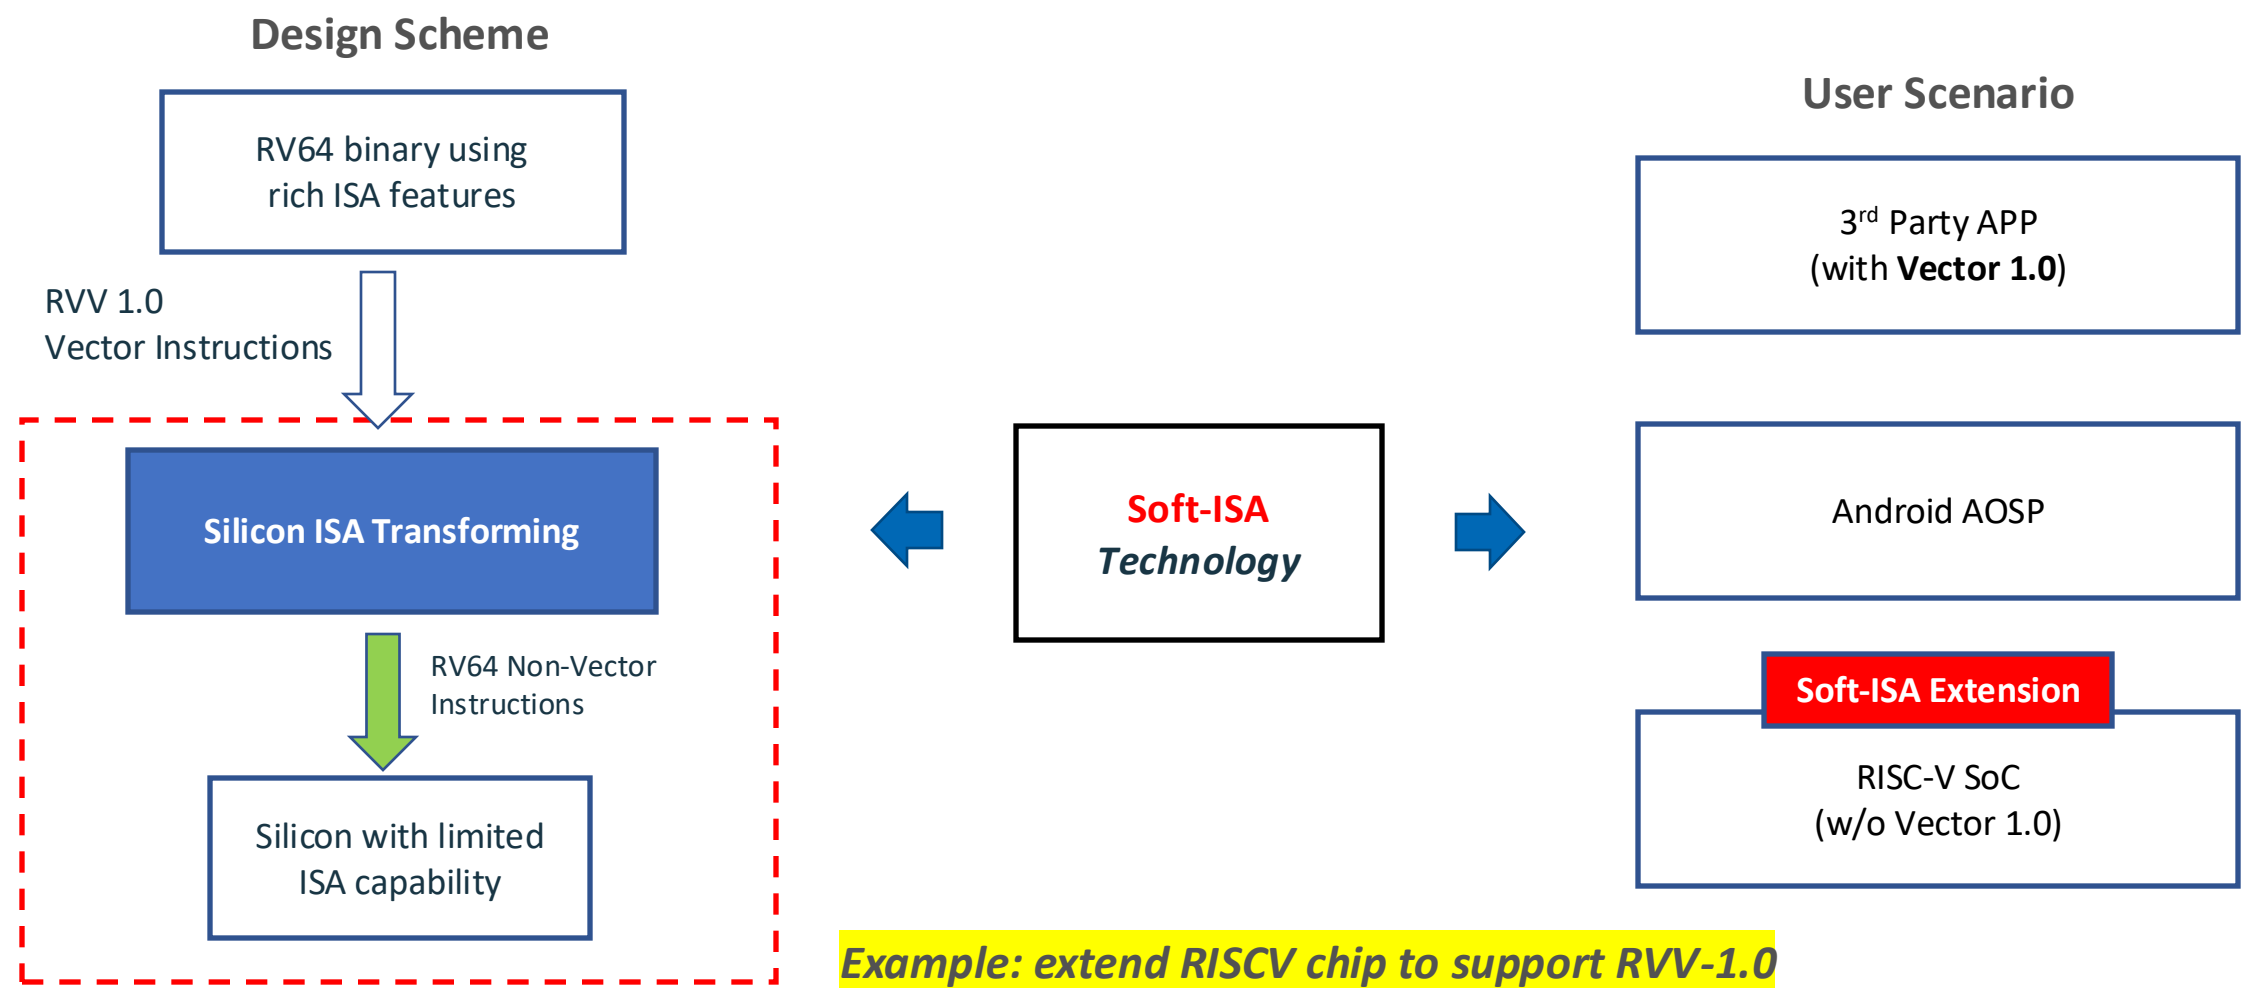 Design Scheme
RV64 binary using
rich ISA features
RVV 1.0
Vector Instructions
Silicon ISA Transforming
RV64 Non-Vector
Instructions
Silicon with limited
ISA capability
Soft-ISA
Technology
User Scenario
3rd Party APP
(with Vector 1.0)
Android AOSP
Soft-ISA Extension
RISC-V SoC
(w/o Vector 1.0)
Example: extend RISCV chip to support RVV-1.0